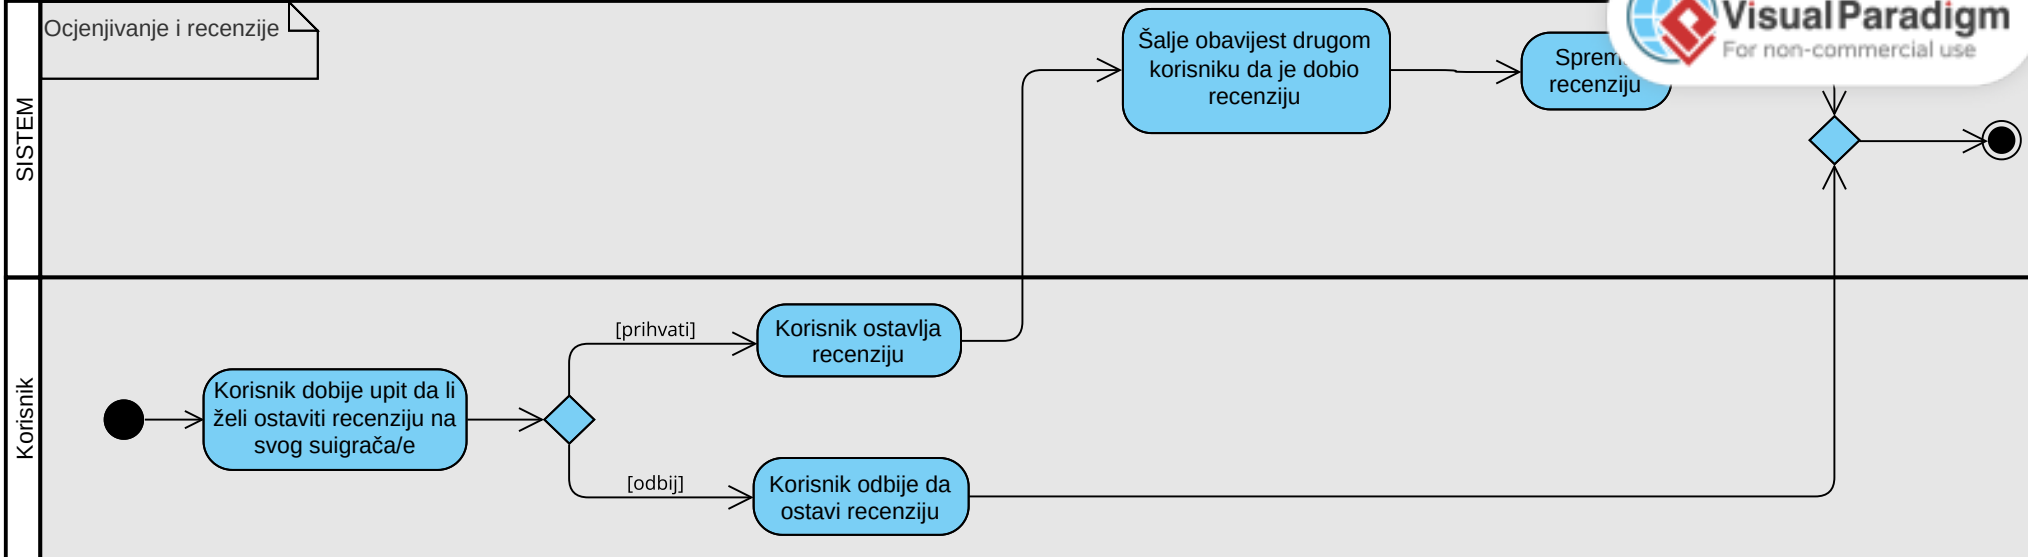 Ocjenjivanje i recenzije
SISTEM
Šalje obavijest drugom
korisniku da je dobio
recenziju
recenziju
Visual Paradigm
For non-commercial use
Korisnik
Korisnik dobije upit da li
želi ostaviti recenziju na
svog suigrača/e
[prihvati]
Korisnik ostavlja
recenziju
[odbij]
Korisnik odbije da
ostavi recenziju